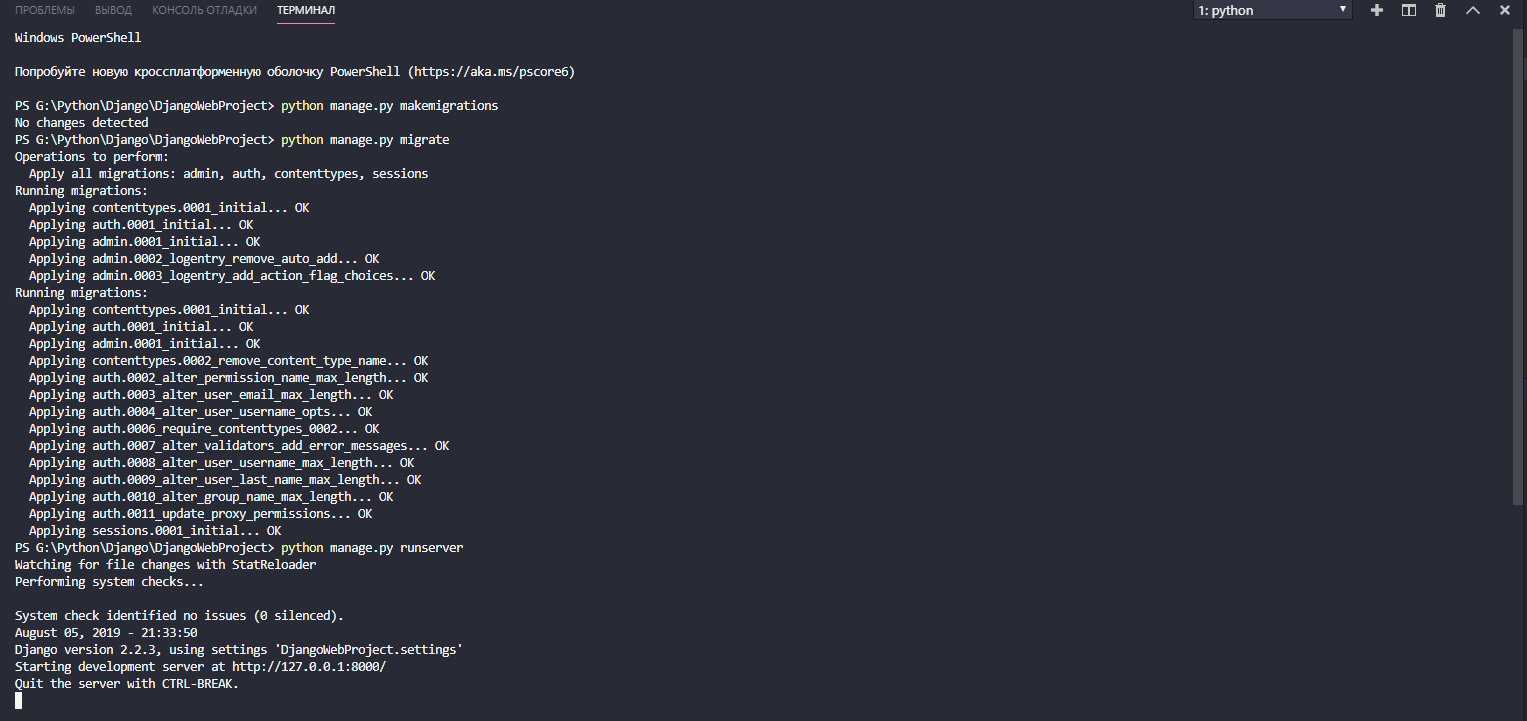 ПРОБЛЕМЫ ВЫВОД КОНСОЛЬ ОТЛАДКИ ТЕРМИНАЛ 1: python
Windows PowerShell
Попробуйте новую кроссплатформенную оболочку PowerShell (https://aka.ms/pscore6)
PS G:\Python\Django\DjangoWebProject> python manage.py makemigrations
No changes detected
PS G:\Python\Django\DjangoWebProject> python manage.py migrate
Operations to perform:
  Apply all migrations: admin, auth, contenttypes, sessions
Running migrations:
  Applying contenttypes.0001_initial... OK
  Applying auth.0001_initial... OK
  Applying admin.0001_initial... OK
  Applying admin.0002_logentry_remove_auto_add... OK
  Applying admin.0003_logentry_add_action_flag_choices... OK
Running migrations:
  Applying contenttypes.0001_initial... OK
  Applying auth.0001_initial... OK
  Applying admin.0001_initial... OK
  Applying contenttypes.0002_remove_content_type_name... OK
  Applying auth.0002_alter_permission_name_max_length... OK
  Applying auth.0003_alter_user_email_max_length... OK
  Applying auth.0004_alter_user_username_opts... OK
  Applying auth.0006_require_contenttypes_0002... OK
  Applying auth.0007_alter_validators_add_error_messages... OK
  Applying auth.0008_alter_user_username_max_length... OK
  Applying auth.0009_alter_user_last_name_max_length... OK
  Applying auth.0010_alter_group_name_max_length... OK
  Applying auth.0011_update_proxy_permissions... OK
  Applying sessions.0001_initial... OK
PS G:\Python\Django\DjangoWebProject> python manage.py runserver
Watching for file changes with StatReloader
Performing system checks...
System check identified no issues (0 silenced).
August 05, 2019 - 21:33:50
Django version 2.2.3, using settings 'DjangoWebProject.settings'
Starting development server at http://127.0.0.1:8000/
Quit the server with CTRL-BREAK.